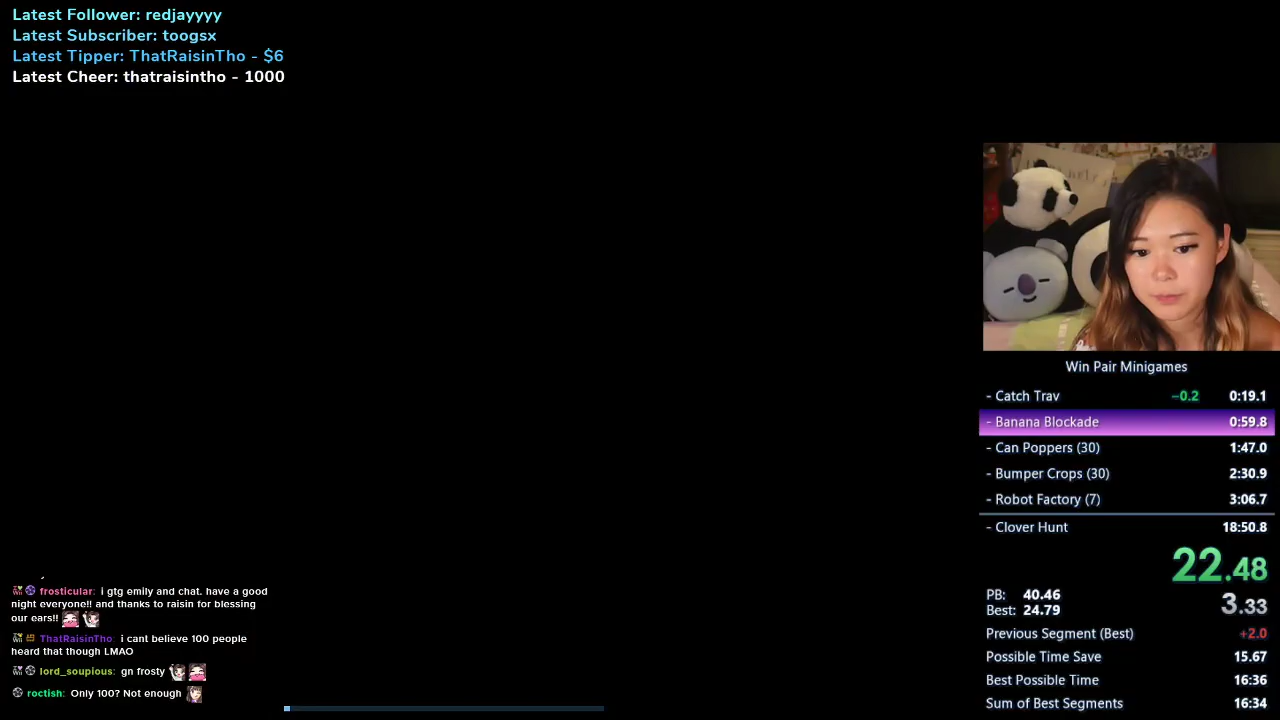 Latest Follower: redjayyyy
Latest Subscriber: toogsx
Latest Tipper: ThatRaisinTho - $6
Latest Cheer: thatraisintho - 1000
Win Pair Minigames
- Catch Trav −0.2 0:19.1
- Banana Blockade 0:59.8
- Can Poppers (30) 1:47.0
- Bumper Crops (30) 2:30.9
- Robot Factory (7) 3:06.7
- Clover Hunt 18:50.8
22.48
PB: 40.46
Best: 24.79
3.33
Previous Segment (Best) +2.0
Possible Time Save 15.67
Best Possible Time 16:36
Sum of Best Segments 16:34
frosticular: i gtg emily and chat. have a good
night everyone!! and thanks to raisin for blessing
our ears!!
ThatRaisinTho: i cant believe 100 people
heard that though LMAO
lord_soupious: gn frosty
roctish: Only 100? Not enough